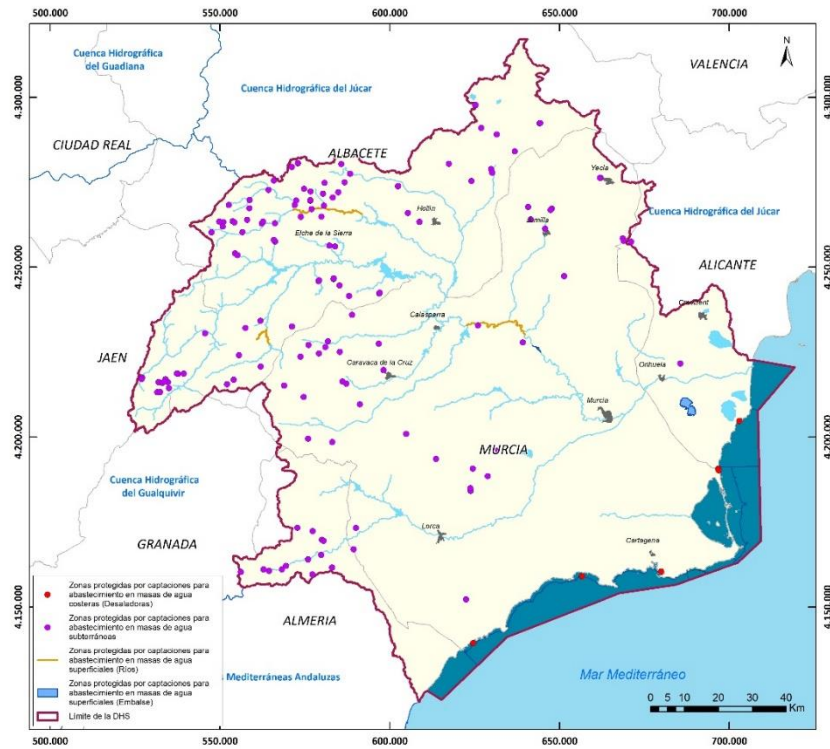 500.000 550.000 600.000 650.000 700.000
Cuenca Hidrográfica
del Guadiana
Cuenca Hidrográfica del Júcar
VALENCIA
N
4.300.000
4.300.000
CIUDAD REAL
ALBACETE
Yecla
Hellín
Jumilla
Cuenca Hidrográfica del Júcar
Elche de la Sierra
4.250.000
4.250.000
ALICANTE
Crevillent
Calasparra
JAEN
Caravaca de la Cruz
Orihuela
Murcia
4.200.000
4.200.000
MURCIA
Cuenca Hidrográfica
del Gualquivir
Lorca
GRANADA
Cartagena
4.150.000
4.150.000
ALMERIA
s Mediterráneas Andaluzas
Mar Mediterráneo
Zonas protegidas por captaciones para
abastecimiento en masas de agua
costeras (Desaladoras)
Zonas protegidas por captaciones para
abastecimiento en masas de agua
subterráneas
Zonas protegidas por captaciones para
abastecimiento en masas de agua
superficiales (Ríos)
Zonas protegidas por captaciones para
abastecimiento en masas de agua
superficiales (Embalse)
Límite de la DHS
0 5 10 20 30 40
Km
500.000 550.000 600.000 650.000 700.000